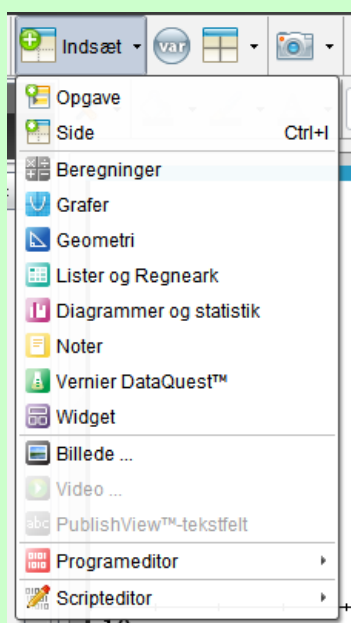 Indsæt
var
Opgave
Side Ctrl+I
Beregninger
Grafer
Geometri
Lister og Regneark
Diagrammer og statistik
Noter
Vernier DataQuest™
Widget
Billede ...
Video ...
abc PublishView™-tekstfelt
Programeditor
Scripteditor